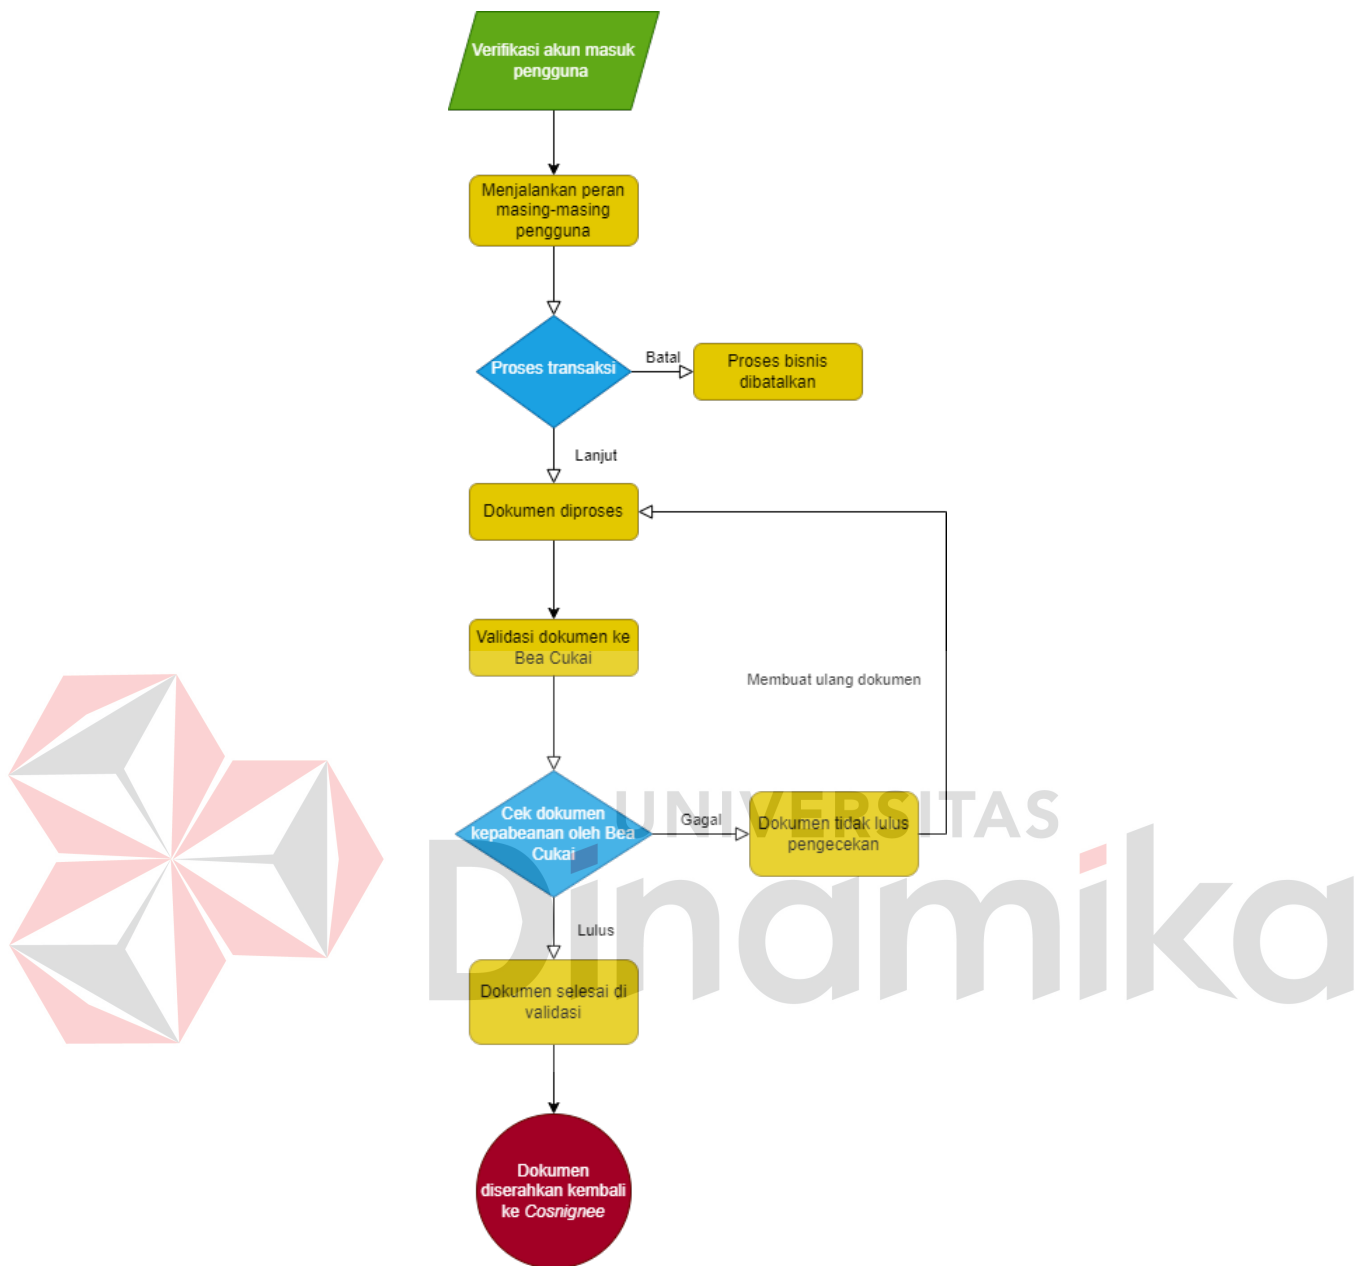 Verifikasi akun masuk
pengguna
Menjalankan peran
masing-masing
pengguna
Proses transaksi
Batal
Proses bisnis
dibatalkan
Lanjut
Dokumen diproses
Validasi dokumen ke
Bea Cukai
Membuat ulang dokumen
Cek dokumen
kepabeanan oleh Bea
Cukai
Gagal
Dokumen tidak lulus
pengecekan
Lulus
Dokumen selesai di
validasi
Dokumen
diserahkan kembali
ke Cosnignee
UNIVERSITAS
Dinamika